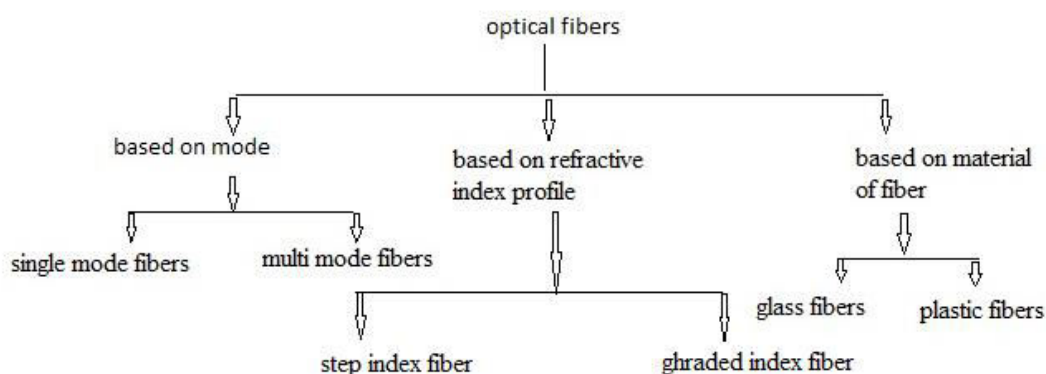 optical fibers
based on mode
based on refractive
index profile
based on material
of fiber
single mode fibers
multi mode fibers
glass fibers
plastic fibers
step index fiber
ghraded index fiber